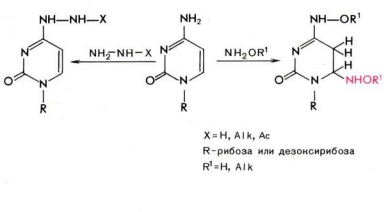 NH—NH—X
NH₂
NH—OR¹
N
NH₂—NH—X
N
NH₂OR¹
N
H
H
H
NHOR¹
O
N
R
O
N
R
O
N
R
X=H, Alk, Ac
R-рибоза или дезоксирибоза
R¹=H, Alk